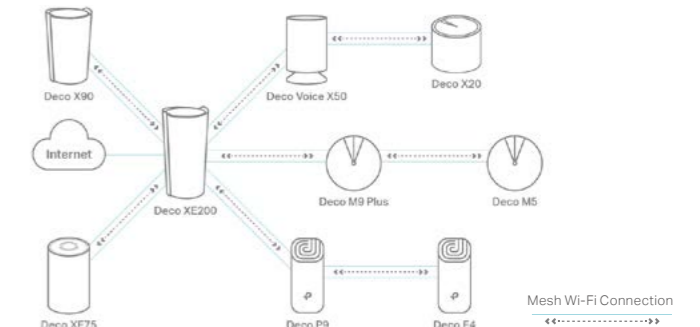 Deco X90
Deco Voice X50
Deco X20
Internet
Deco XE200
Deco M9 Plus
Deco M5
Deco XE75
Deco P9
Deco E4
Mesh Wi-Fi Connection